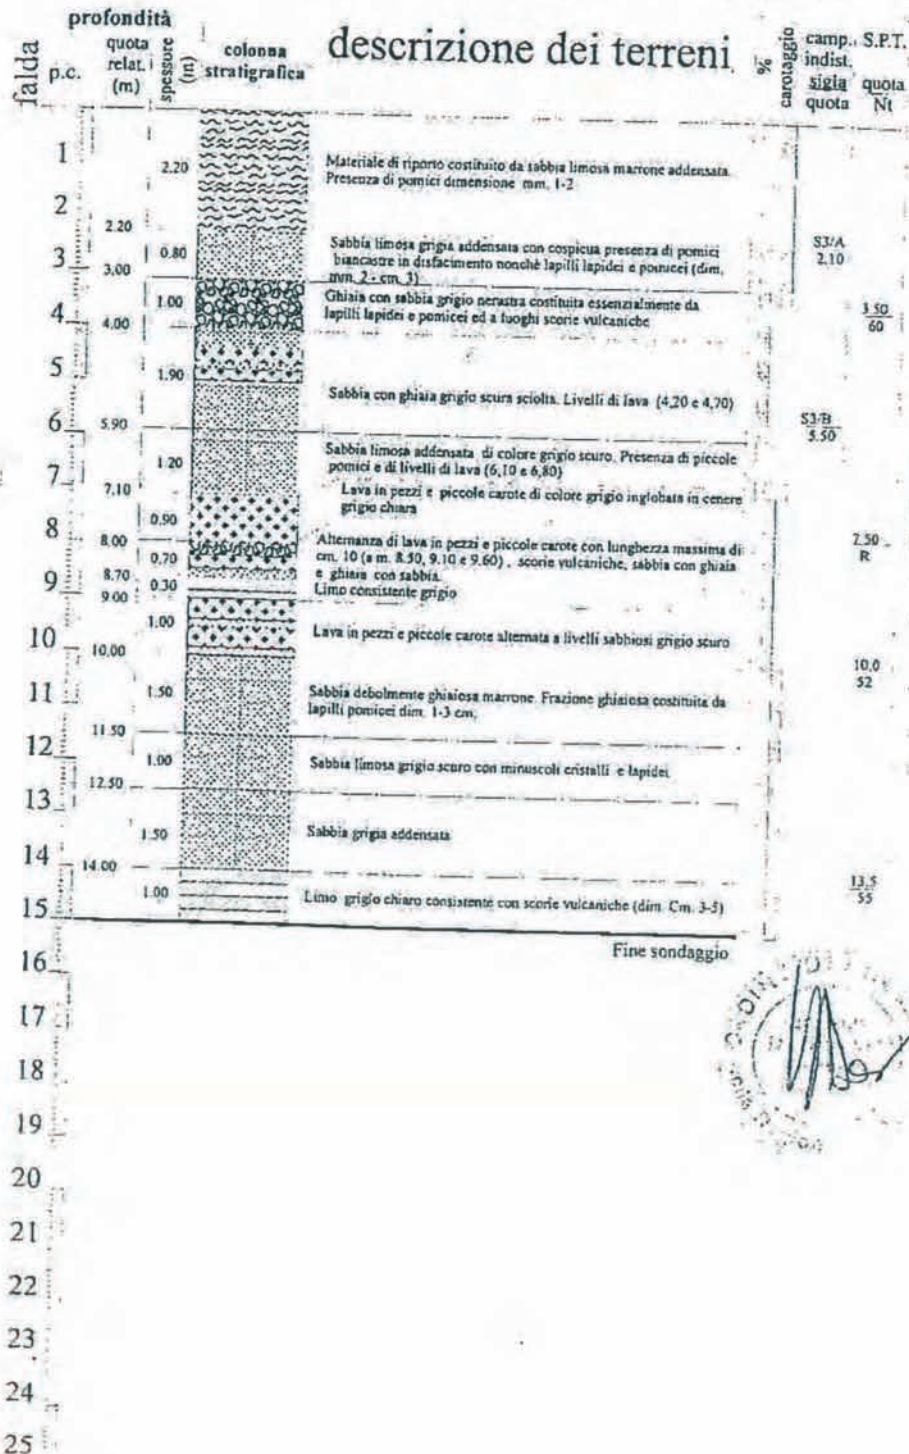 profondità
falda
p.c.
quota
relat.
(m)
spessore
(m)
colonna
stratigrafica
descrizione dei terreni
%
carotaggio
camp.
indist.
sigla
quota
S.P.T.
quota
Nt
1
2.20
Materiale di riporto costituito da sabbia limosa marrone addensata.
Presenza di pomici dimensione mm. 1-2
2
2.20
3
3.00
0.80
Sabbia limosa grigia addensata con cospicua presenza di pomici
biancastre in disfacimento nonchè lapilli lapidei e pomicei (dim.
mm. 2 - cm. 3)
S3/A
2.10
4
4.00
1.00
Ghiaia con sabbia grigio nerastra costituita essenzialmente da
lapilli lapidei e pomicei ed a tuoghi scorie vulcaniche
3.50
60
5
1.90
Sabbia con ghiaia grigio scura sciolta. Livelli di lava (4,20 e 4,70)
6
5.90
S3/B
5.50
7
7.10
1.20
Sabbia limosa addensata di colore grigio scuro. Presenza di piccole
pomici e di livelli di lava (6,10 e 6,80)
8
8.00
0.90
Lava in pezzi e piccole carote di colore grigio inglobata in cenere
grigio chiara
7.50
R
0.70
Alternanza di lava in pezzi e piccole carote con lunghezza massima di
cm. 10 (a m. 8.50, 9.10 e 9.60) , scorie vulcaniche, sabbia con ghiaia
e ghiaia con sabbia.
9
8.70
9.00
0.30
Limo consistente grigio
10
10.00
1.00
Lava in pezzi e piccole carote alternata a livelli sabbiosi grigio scuro
10.0
52
11
11.50
1.50
Sabbia debolmente ghiaiosa marrone. Frazione ghiaiosa costituita da
lapilli pomicei dim. 1-3 cm.
12
12.50
1.00
Sabbia limosa grigio scuro con minuscoli cristalli e lapidei
13
1.50
Sabbia grigia addensata
14
14.00
13.5
55
15
1.00
Limo grigio chiaro consistente con scorie vulcaniche (dim. Cm. 3-5)
Fine sondaggio
16
17
18
19
20
21
22
23
24
25